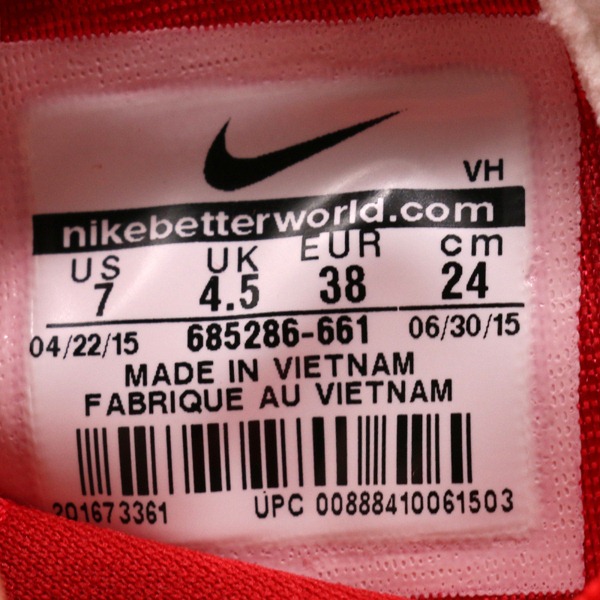 VH
nikebetterworld.com
US UK EUR cm
7 4.5 38 24
04/22/15 685286-661 06/30/15
MADE IN VIETNAM
FABRIQUE AU VIETNAM
201673361 UPC 00888410061503